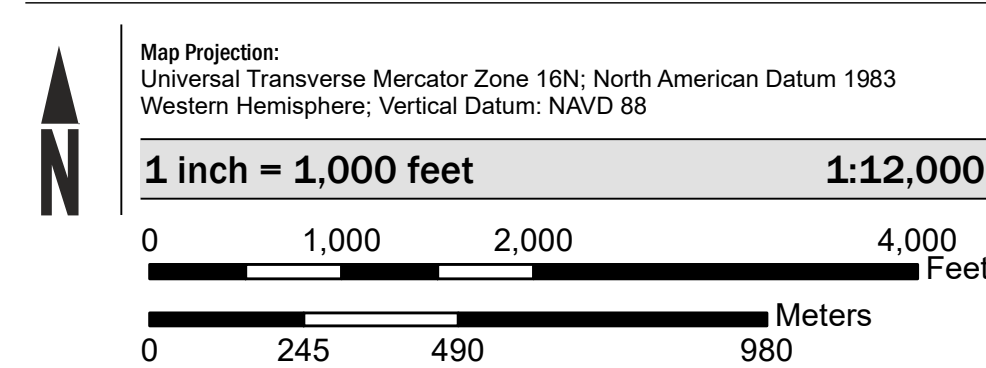 N
Map Projection:
Universal Transverse Mercator Zone 16N; North American Datum 1983
Western Hemisphere; Vertical Datum: NAVD 88
1 inch = 1,000 feet 1:12,000
0 1,000 2,000 4,000
Feet
Meters
0 245 490 980